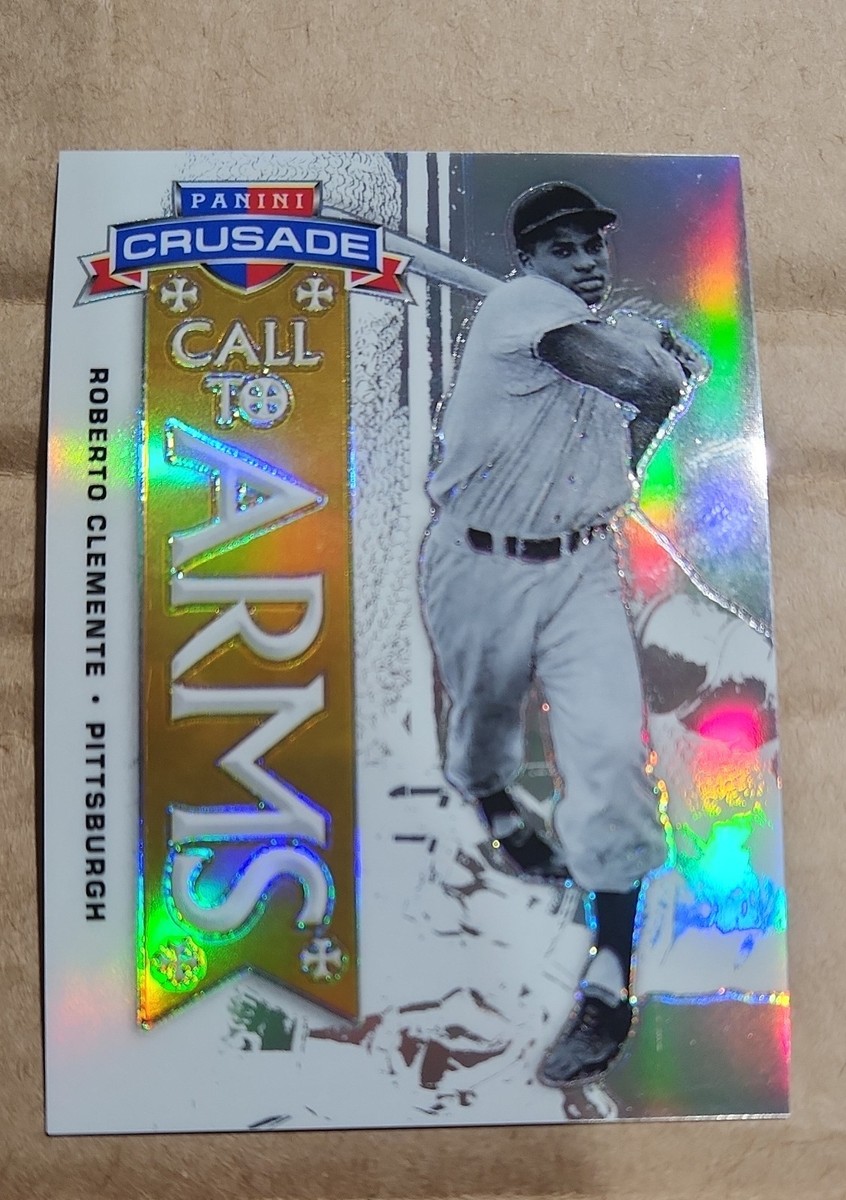 PANINI
CRUSADE
CALL
TO
ARMS
ROBERTO CLEMENTE • PITTSBURGH